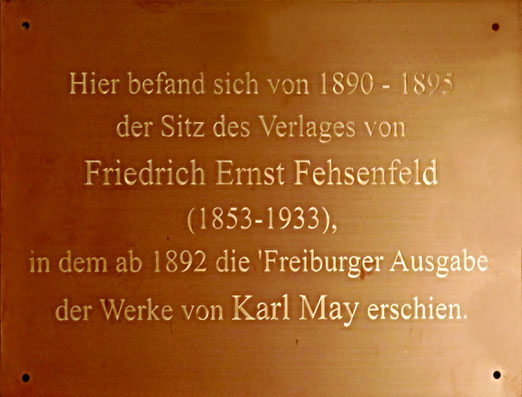 Hier befand sich von 1890 - 1895
der Sitz des Verlages von
Friedrich Ernst Fehsenfeld
(1853-1933),
in dem ab 1892 die 'Freiburger Ausgabe
der Werke von Karl May erschien.